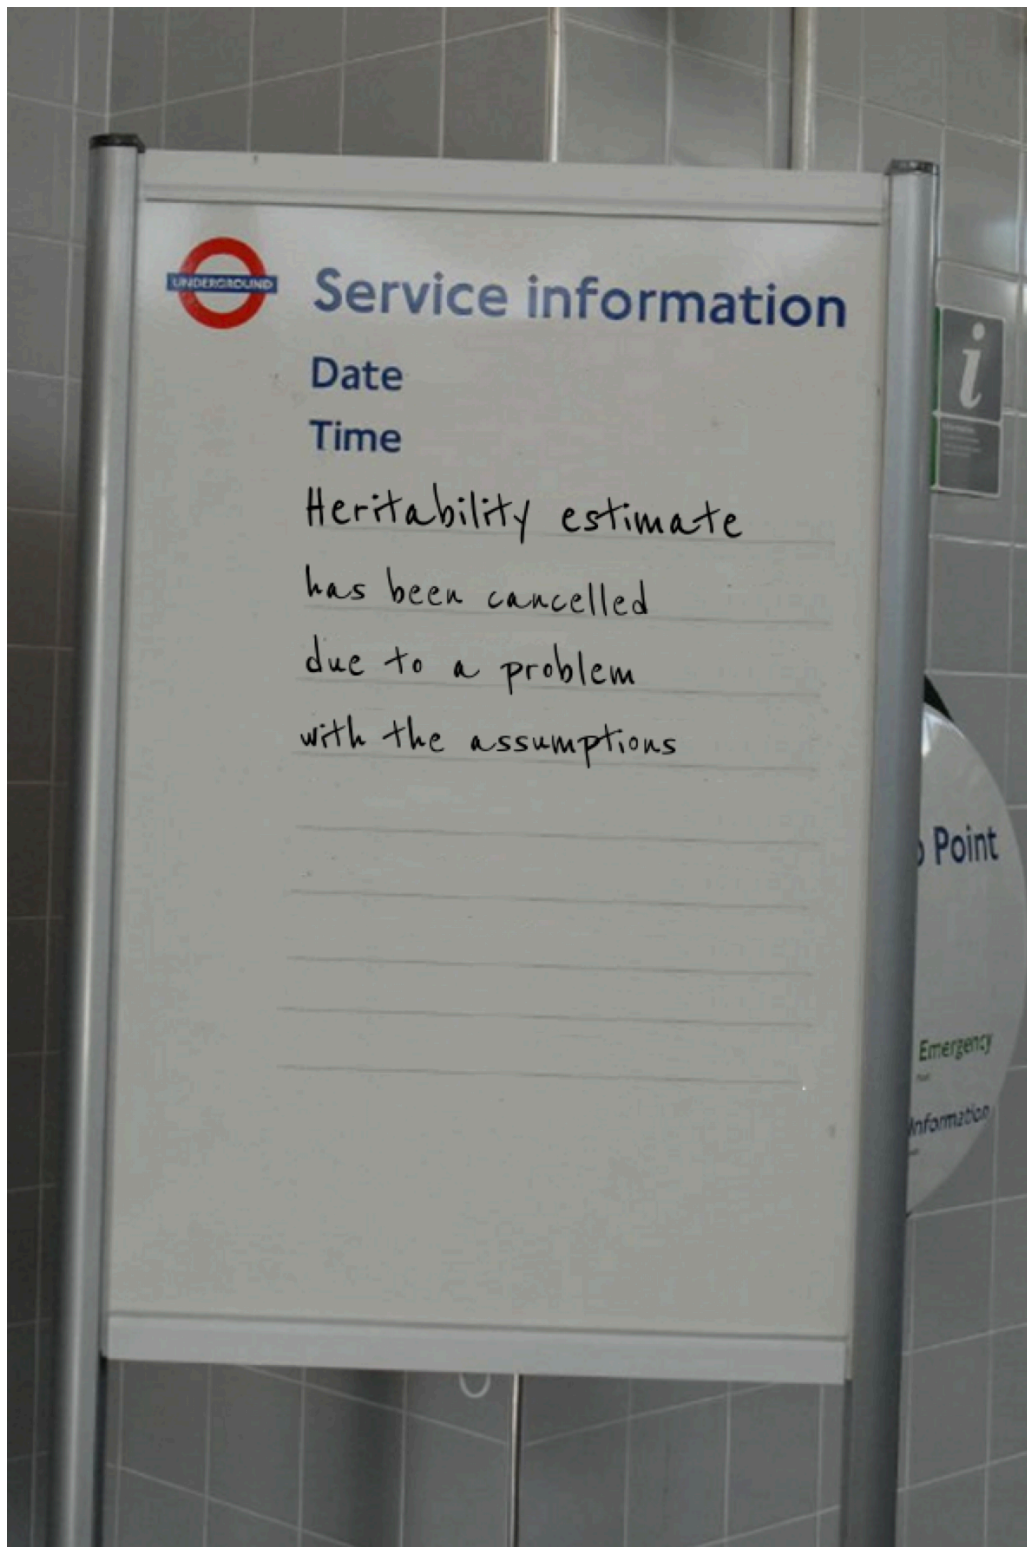 UNDERGROUND
Service information
Date
Time
Heritability estimate
has been cancelled
due to a problem
with the assumptions
i
Point
Emergency
Information